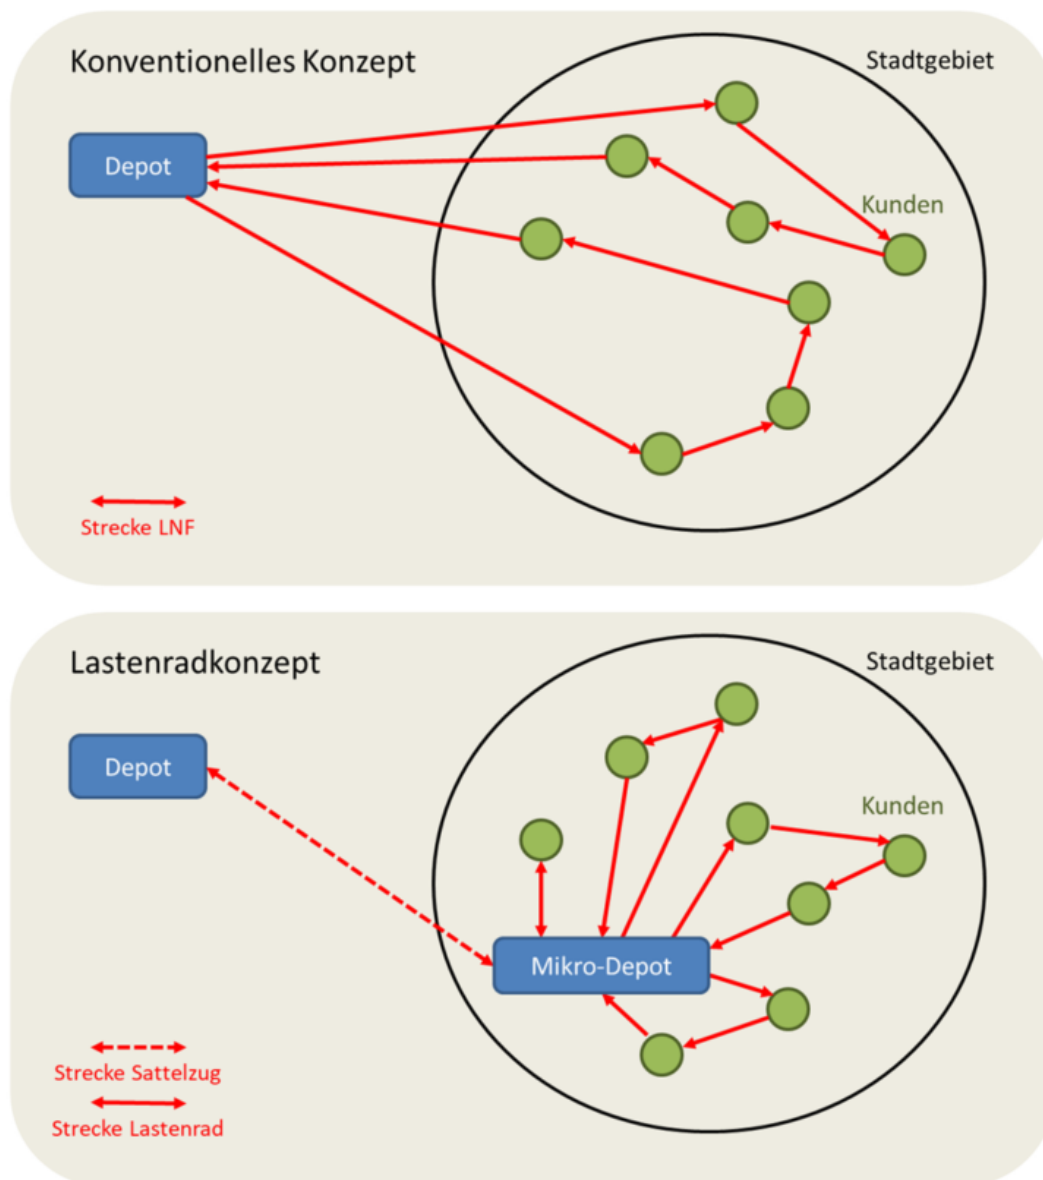 Konventionelles Konzept
Stadtgebiet
Depot
Kunden
Strecke LNF
Lastenradkonzept
Stadtgebiet
Depot
Kunden
Mikro-Depot
Strecke Sattelzug
Strecke Lastenrad